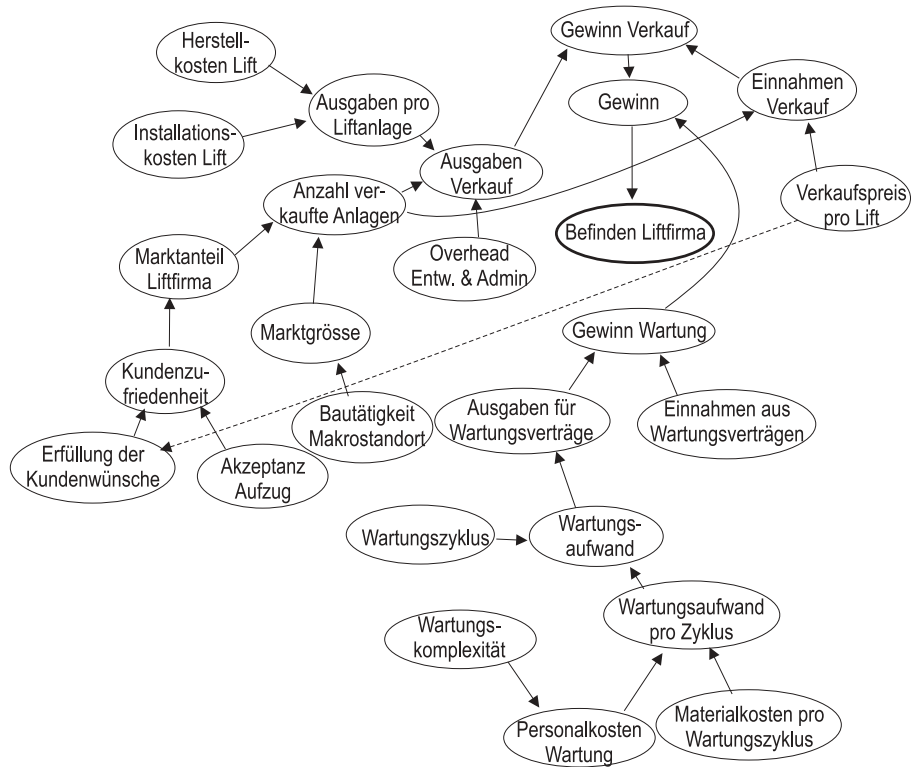 Gewinn Verkauf
Herstell-
kosten Lift
Einnahmen
Verkauf
Ausgaben pro
Liftanlage
Gewinn
Installations-
kosten Lift
Ausgaben
Verkauf
Anzahl ver-
kaufte Anlagen
Verkaufspreis
pro Lift
Befinden Liftfirma
Marktanteil
Liftfirma
Overhead
Entw. & Admin
Marktgrösse
Gewinn Wartung
Kundenzu-
friedenheit
Bautätigkeit
Makrostandort
Ausgaben für
Wartungsverträge
Einnahmen aus
Wartungsverträgen
Erfüllung der
Kundenwünsche
Akzeptanz
Aufzug
Wartungszyklus
Wartungs-
aufwand
Wartungsaufwand
pro Zyklus
Wartungs-
komplexität
Personalkosten
Wartung
Materialkosten pro
Wartungszyklus